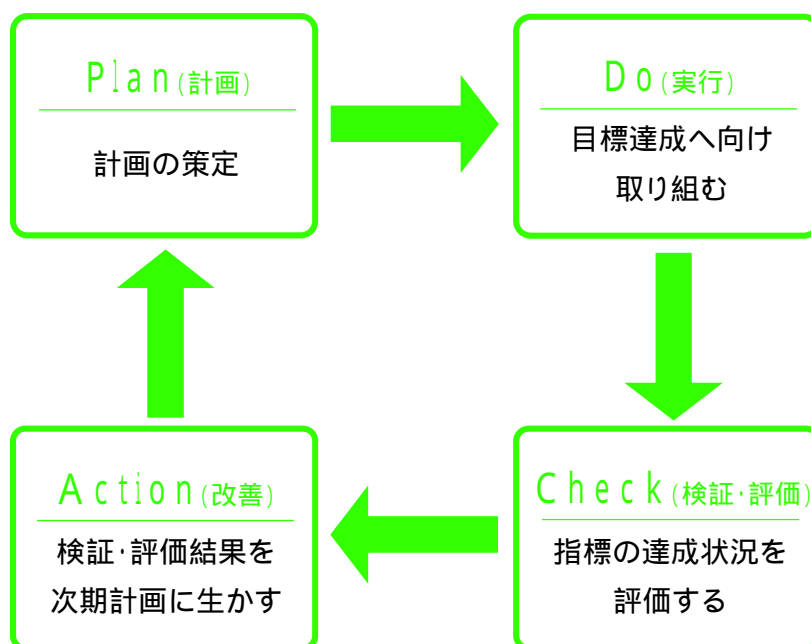 Plan(計画)
計画の策定
Do(実行)
目標達成へ向け
取り組む
Check(検証･評価)
指標の達成状況を
評価する
Action(改善)
検証･評価結果を
次期計画に生かす